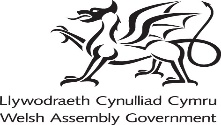 Llywodraeth Cynulliad Cymru
Welsh Assembly Government